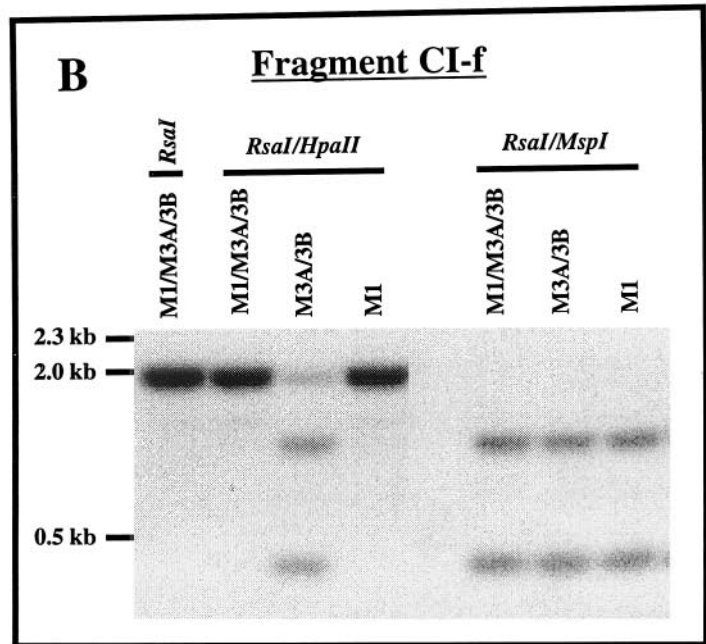 B
Fragment CI-f
RsaI
RsaI/HpaII
RsaI/MspI
M1/M3A/3B
M1/M3A/3B
M3A/3B
M1
M1/M3A/3B
M3A/3B
M1
2.3 kb
2.0 kb
0.5 kb